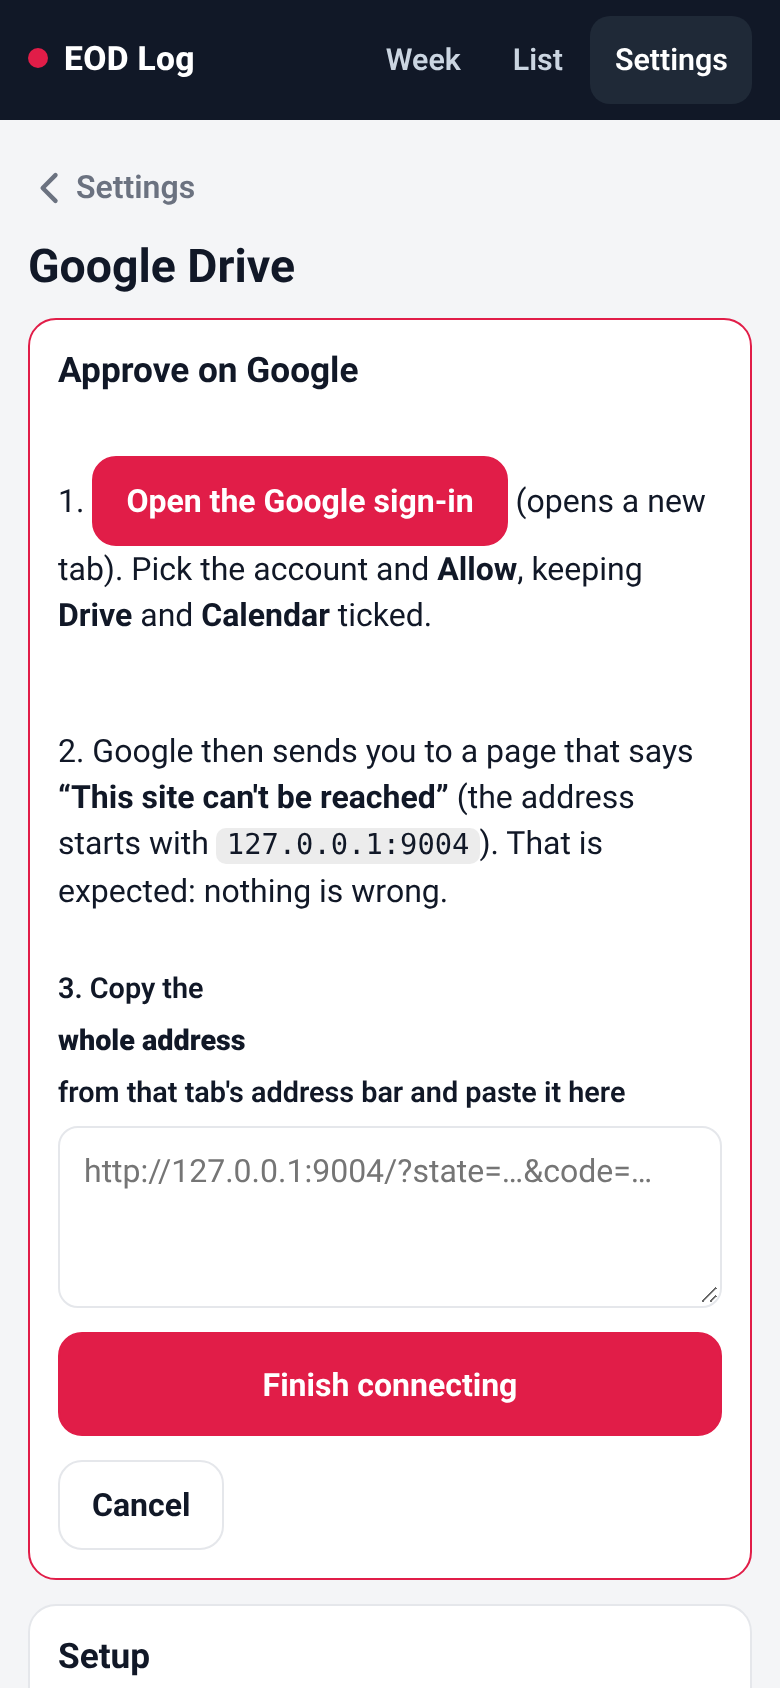 EOD Log
Week
List
Settings
Settings
Google Drive
Approve on Google
1. Open the Google sign-in (opens a new
tab). Pick the account and Allow, keeping
Drive and Calendar ticked.
2. Google then sends you to a page that says
“This site can't be reached” (the address
starts with 127.0.0.1:9004). That is
expected: nothing is wrong.
3. Copy the
whole address
from that tab's address bar and paste it here
http://127.0.0.1:9004/?state=…&code=…
Finish connecting
Cancel
Setup